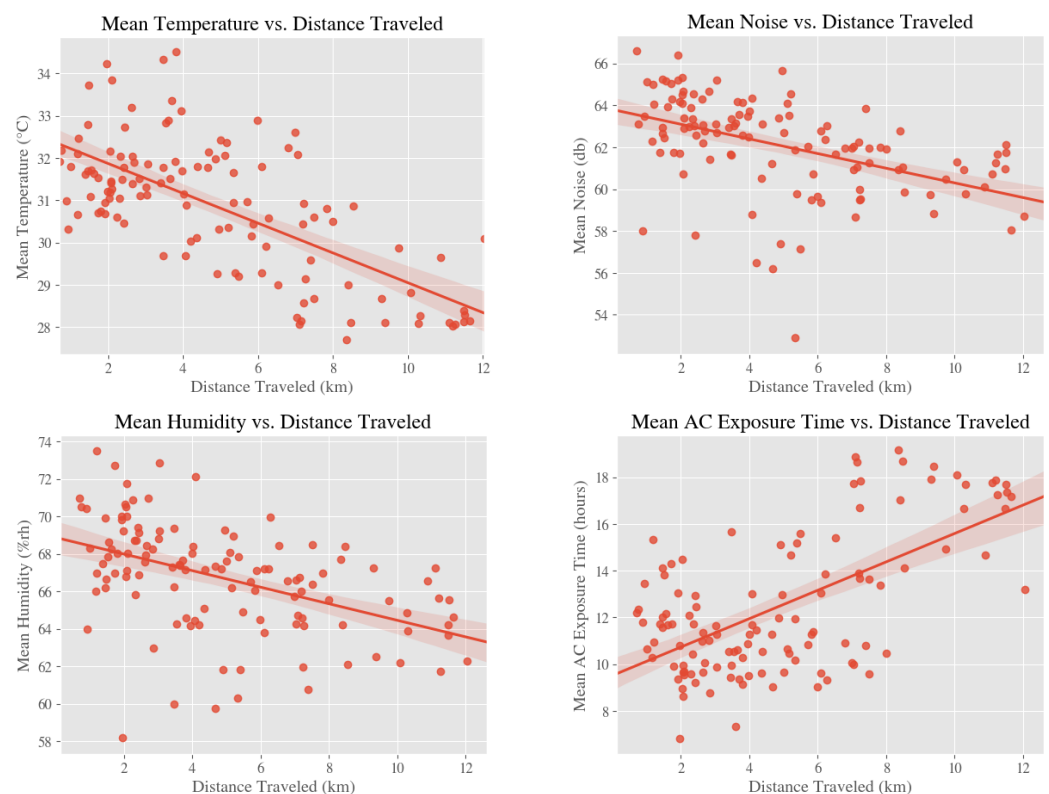 Mean Temperature vs. Distance Traveled
Mean Temperature (°C)
34
33
32
31
30
29
28
2 4 6 8 10 12
Distance Traveled (km)
Mean Noise vs. Distance Traveled
Mean Noise (db)
66
64
62
60
58
56
54
2 4 6 8 10 12
Distance Traveled (km)
Mean Humidity vs. Distance Traveled
Mean Humidity (%rh)
74
72
70
68
66
64
62
60
58
2 4 6 8 10 12
Distance Traveled (km)
Mean AC Exposure Time vs. Distance Traveled
Mean AC Exposure Time (hours)
18
16
14
12
10
8
2 4 6 8 10 12
Distance Traveled (km)